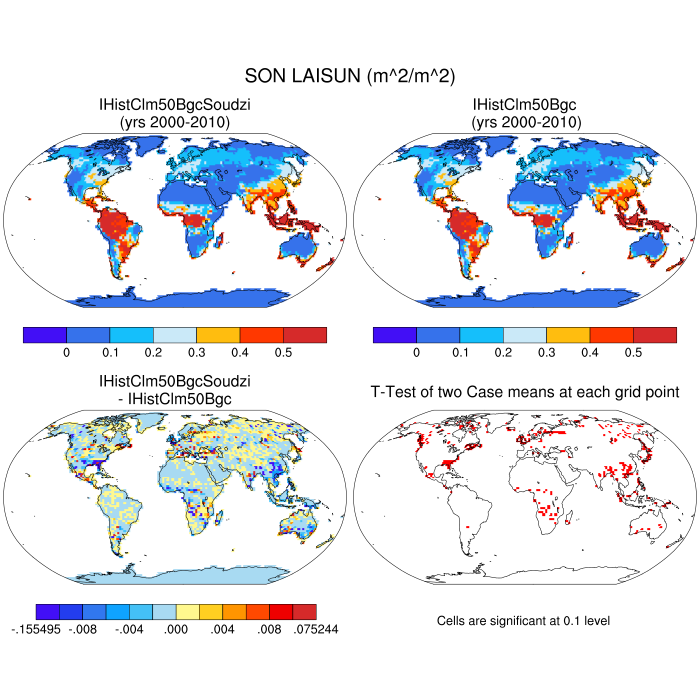 SON LAISUN (m^2/m^2)
IHistClm50BgcSoudzi
(yrs 2000-2010)
IHistClm50Bgc
(yrs 2000-2010)
0 0.1 0.2 0.3 0.4 0.5
0 0.1 0.2 0.3 0.4 0.5
IHistClm50BgcSoudzi
- IHistClm50Bgc
T-Test of two Case means at each grid point
-.155495 -.008 -.004 .000 .004 .008 .075244
Cells are significant at 0.1 level